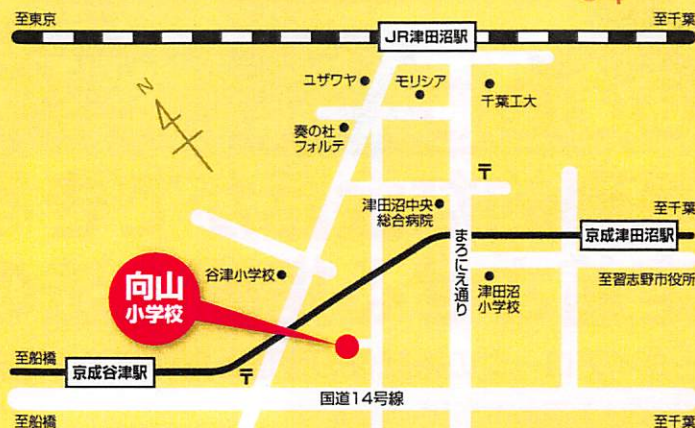 至東京
至千葉
JR津田沼駅
N
ユザワヤ
モリシア
千葉工大
奏の杜
フォルテ
〒
津田沼中央
総合病院
至千葉
京成津田沼駅
まろにえ通り
谷津小学校
津田沼
小学校
至習志野市役所
向山
小学校
至船橋
京成谷津駅
〒
国道14号線
至船橋
至千葉